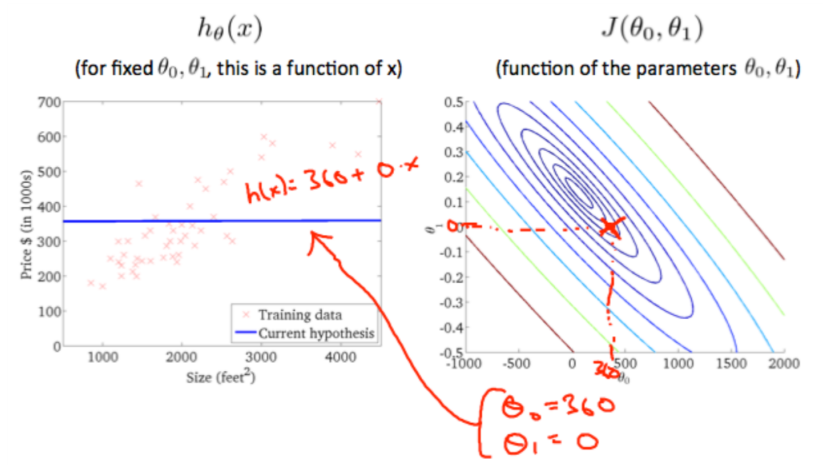 h_θ(x)
(for fixed θ₀, θ₁, this is a function of x)
700
600
500
400
300
200
100
0
Price $ (in 1000s)
1000
2000
3000
4000
Size (feet²)
Training data
Current hypothesis
h(x) = 360 + 0·x
J(θ₀, θ₁)
(function of the parameters θ₀, θ₁)
0.5
0.4
0.3
0.2
0.1
0
-0.1
-0.2
-0.3
-0.4
-0.5
θ₁
0
-1000
-500
0
500
1000
1500
2000
360
θ₀
θ₀ = 360
θ₁ = 0